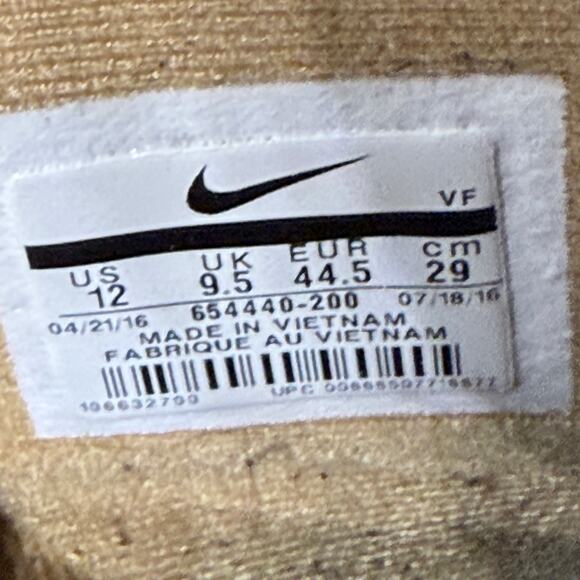 VF
US UK EUR cm
12 9.5 44.5 29
654440-200
04/21/16 07/18/16
MADE IN VIETNAM
FABRIQUE AU VIETNAM
UPC